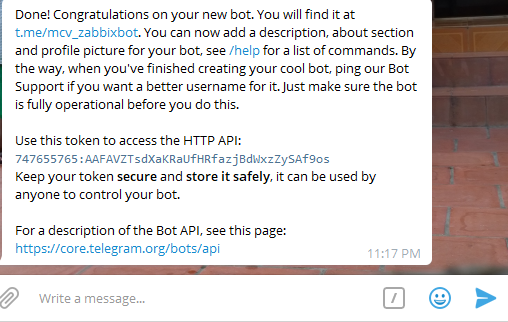 Done! Congratulations on your new bot. You will find it at
t.me/mcv_zabbixbot. You can now add a description, about section
and profile picture for your bot, see /help for a list of commands. By
the way, when you've finished creating your cool bot, ping our Bot
Support if you want a better username for it. Just make sure the bot
is fully operational before you do this.
Use this token to access the HTTP API:
747655765:AAFAVZTsdXaKRaUfHRfazjBdWxzZySAf9os
Keep your token secure and store it safely, it can be used by
anyone to control your bot.
For a description of the Bot API, see this page:
https://core.telegram.org/bots/api
11:17 PM
Write a message...